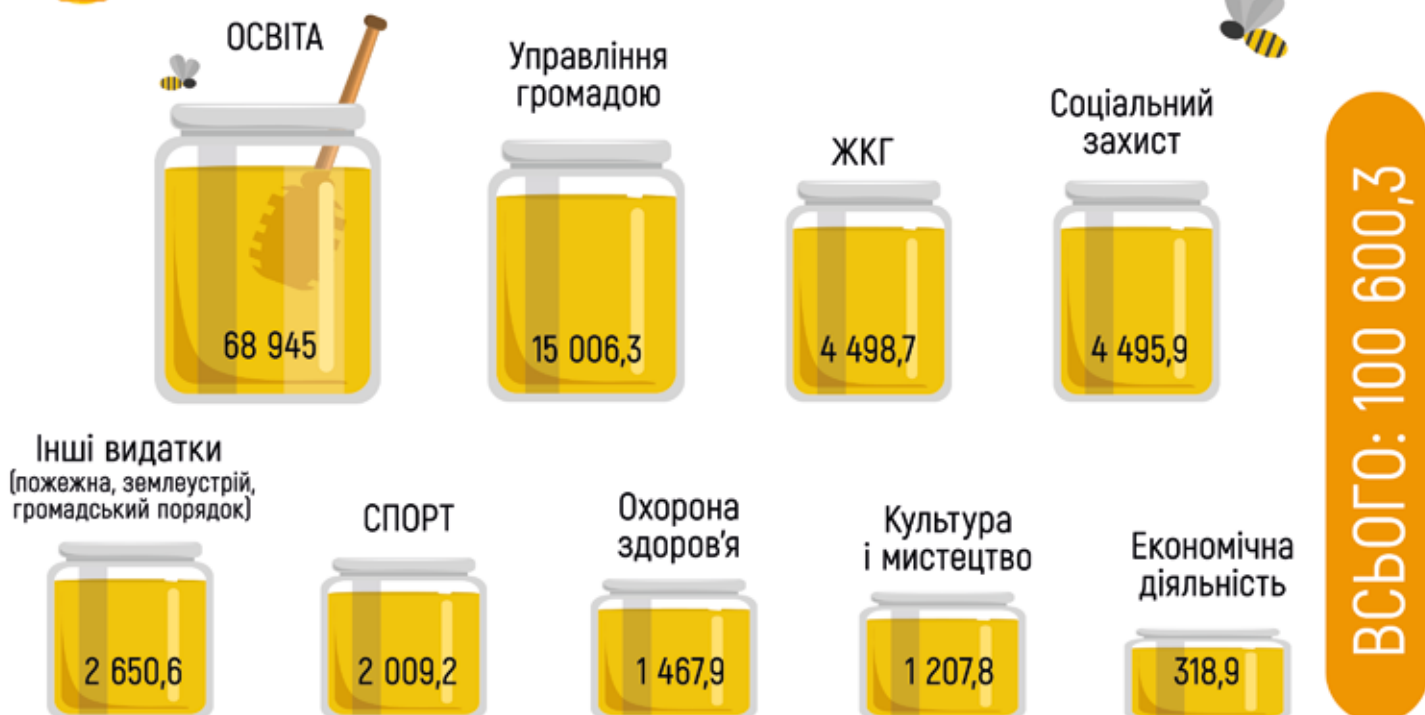 ОСВІТА
68 945
Управління
громадою
15 006,3
ЖКГ
4 498,7
Соціальний
захист
4 495,9
Інші видатки
(пожежна, землеустрій,
громадський порядок)
2 650,6
СПОРТ
2 009,2
Охорона
здоров'я
1 467,9
Культура
і мистецтво
1 207,8
Економічна
діяльність
318,9
ВСЬОГО: 100 600,3